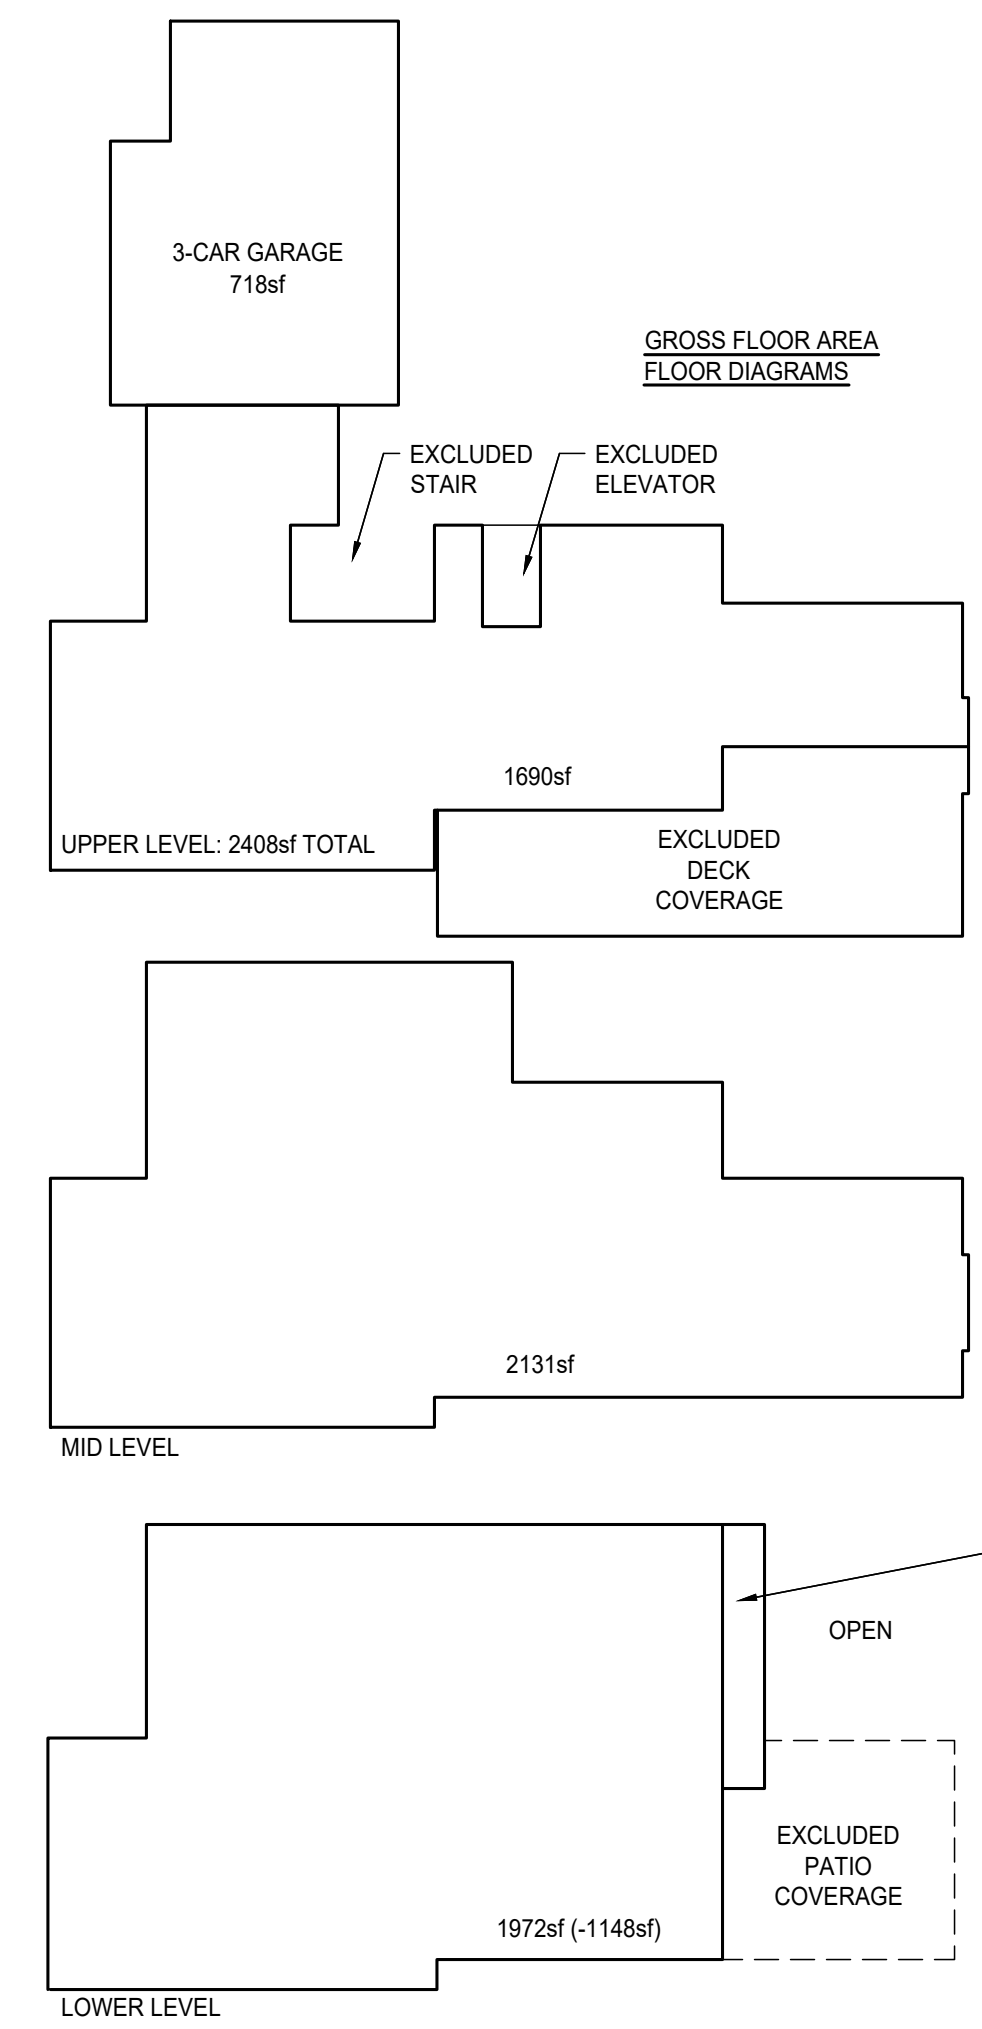 3-CAR GARAGE
718sf
GROSS FLOOR AREA
FLOOR DIAGRAMS
EXCLUDED
STAIR
EXCLUDED
ELEVATOR
1690sf
UPPER LEVEL: 2408sf TOTAL
EXCLUDED
DECK
COVERAGE
2131sf
MID LEVEL
OPEN
EXCLUDED
PATIO
COVERAGE
1972sf (-1148sf)
LOWER LEVEL